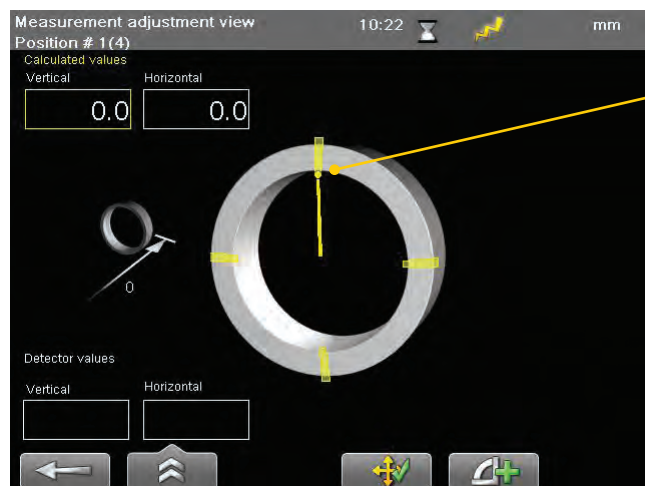 Measurement adjustment view
10:22
mm
Position # 1(4)
Calculated values
Vertical
Horizontal
0.0
0.0
0
Detector values
Vertical
Horizontal